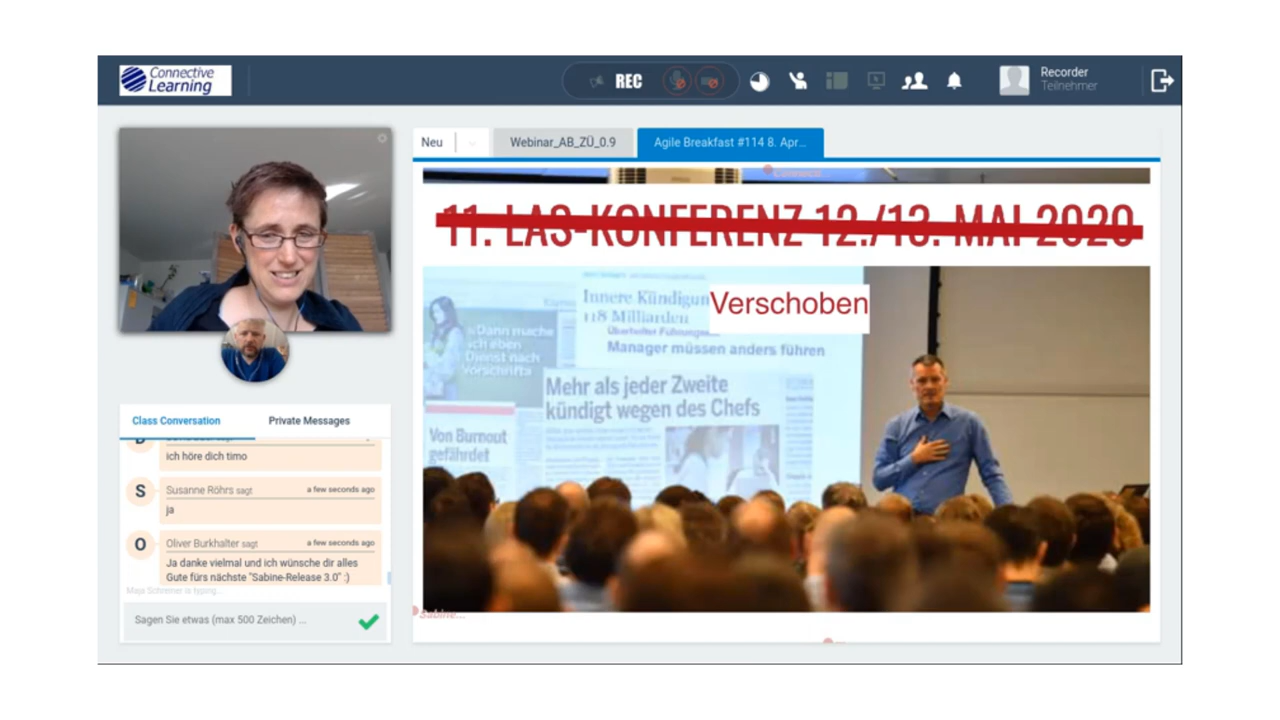 Connective
Learning
REC
Recorder
Teilnehmer
Neu
Webinar_AB_ZÜ_0.9
Agile Breakfast #114 8. Apr...
11. LAS-KONFERENZ 12./13. MAI 2020
Verschoben
Innere Kündigun
118 Milliarden
Manager müssen anders führen
«Dann mache
ich eben
Dienst nach
Vorschrift»
Mehr als jeder Zweite
kündigt wegen des Chefs
Von Burnout
gefährdet
Class Conversation
Private Messages
ich höre dich timo
S
Susanne Röhrs sagt
a few seconds ago
ja
O
Oliver Burkhalter sagt
a few seconds ago
Ja danke vielmal und ich wünsche dir alles
Gute fürs nächste "Sabine-Release 3.0" :)
Sagen Sie etwas (max 500 Zeichen) ...
Sabine...